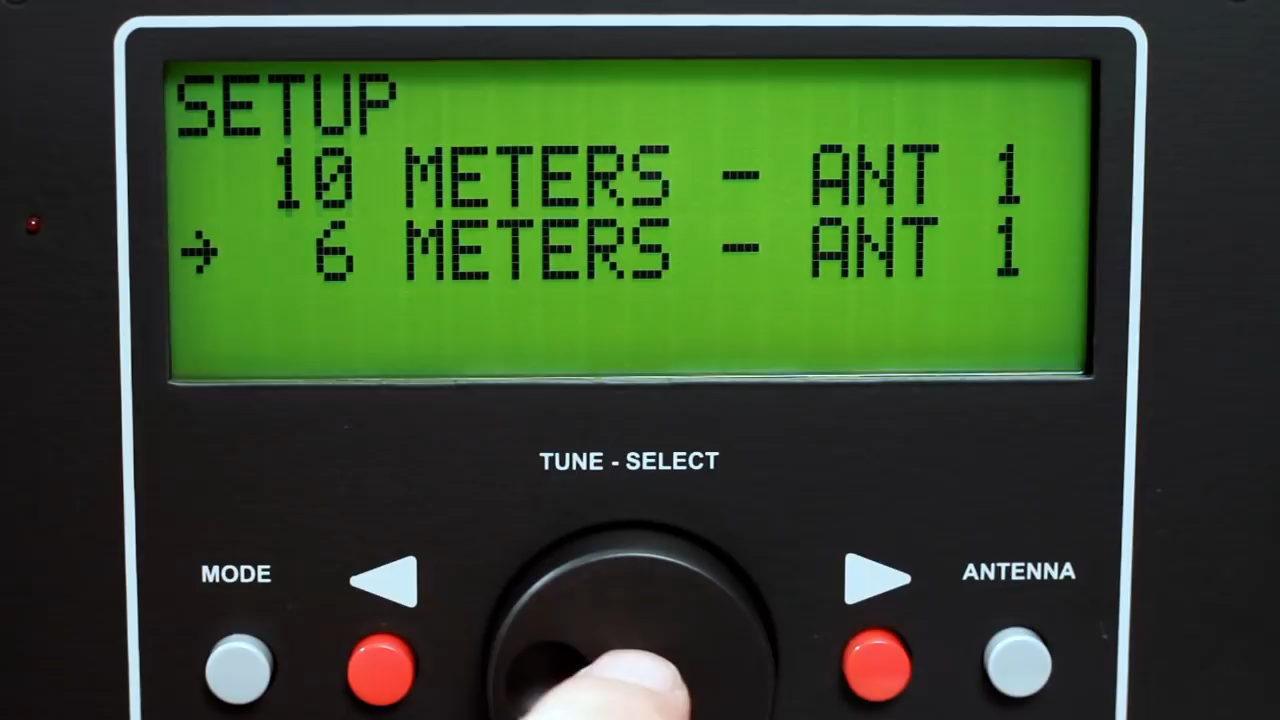 SETUP
10 METERS - ANT 1
→ 6 METERS - ANT 1
TUNE - SELECT
MODE
ANTENNA